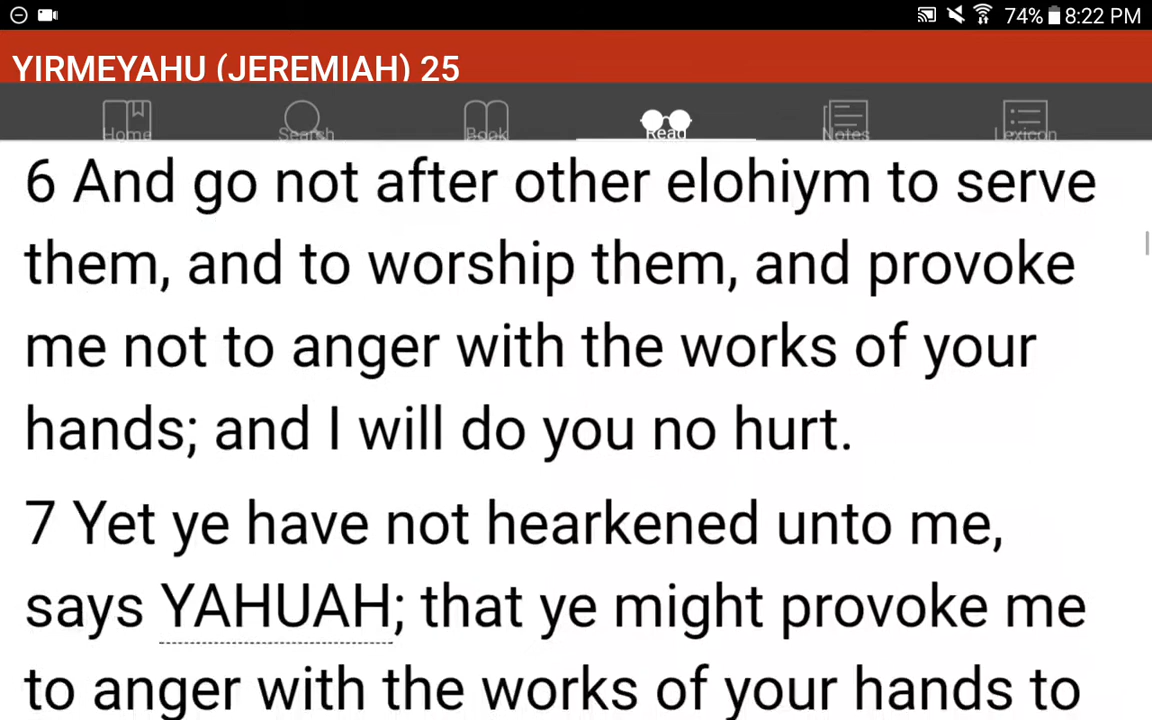 74% 8:22 PM
YIRMEYAHU (JEREMIAH) 25
Home Search Book Read Notes Lexicon
6 And go not after other elohiym to serve
them, and to worship them, and provoke
me not to anger with the works of your
hands; and I will do you no hurt.
7 Yet ye have not hearkened unto me,
says YAHUAH; that ye might provoke me
to anger with the works of your hands to